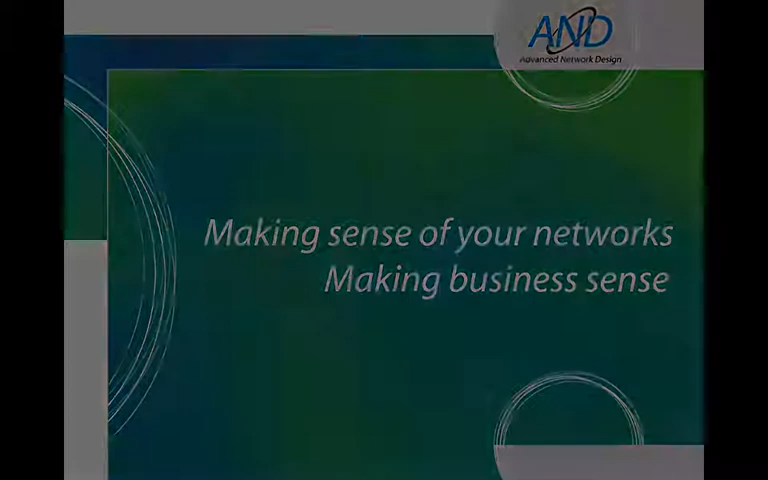 AND
Advanced Network Design
Making sense of your networks
Making business sense